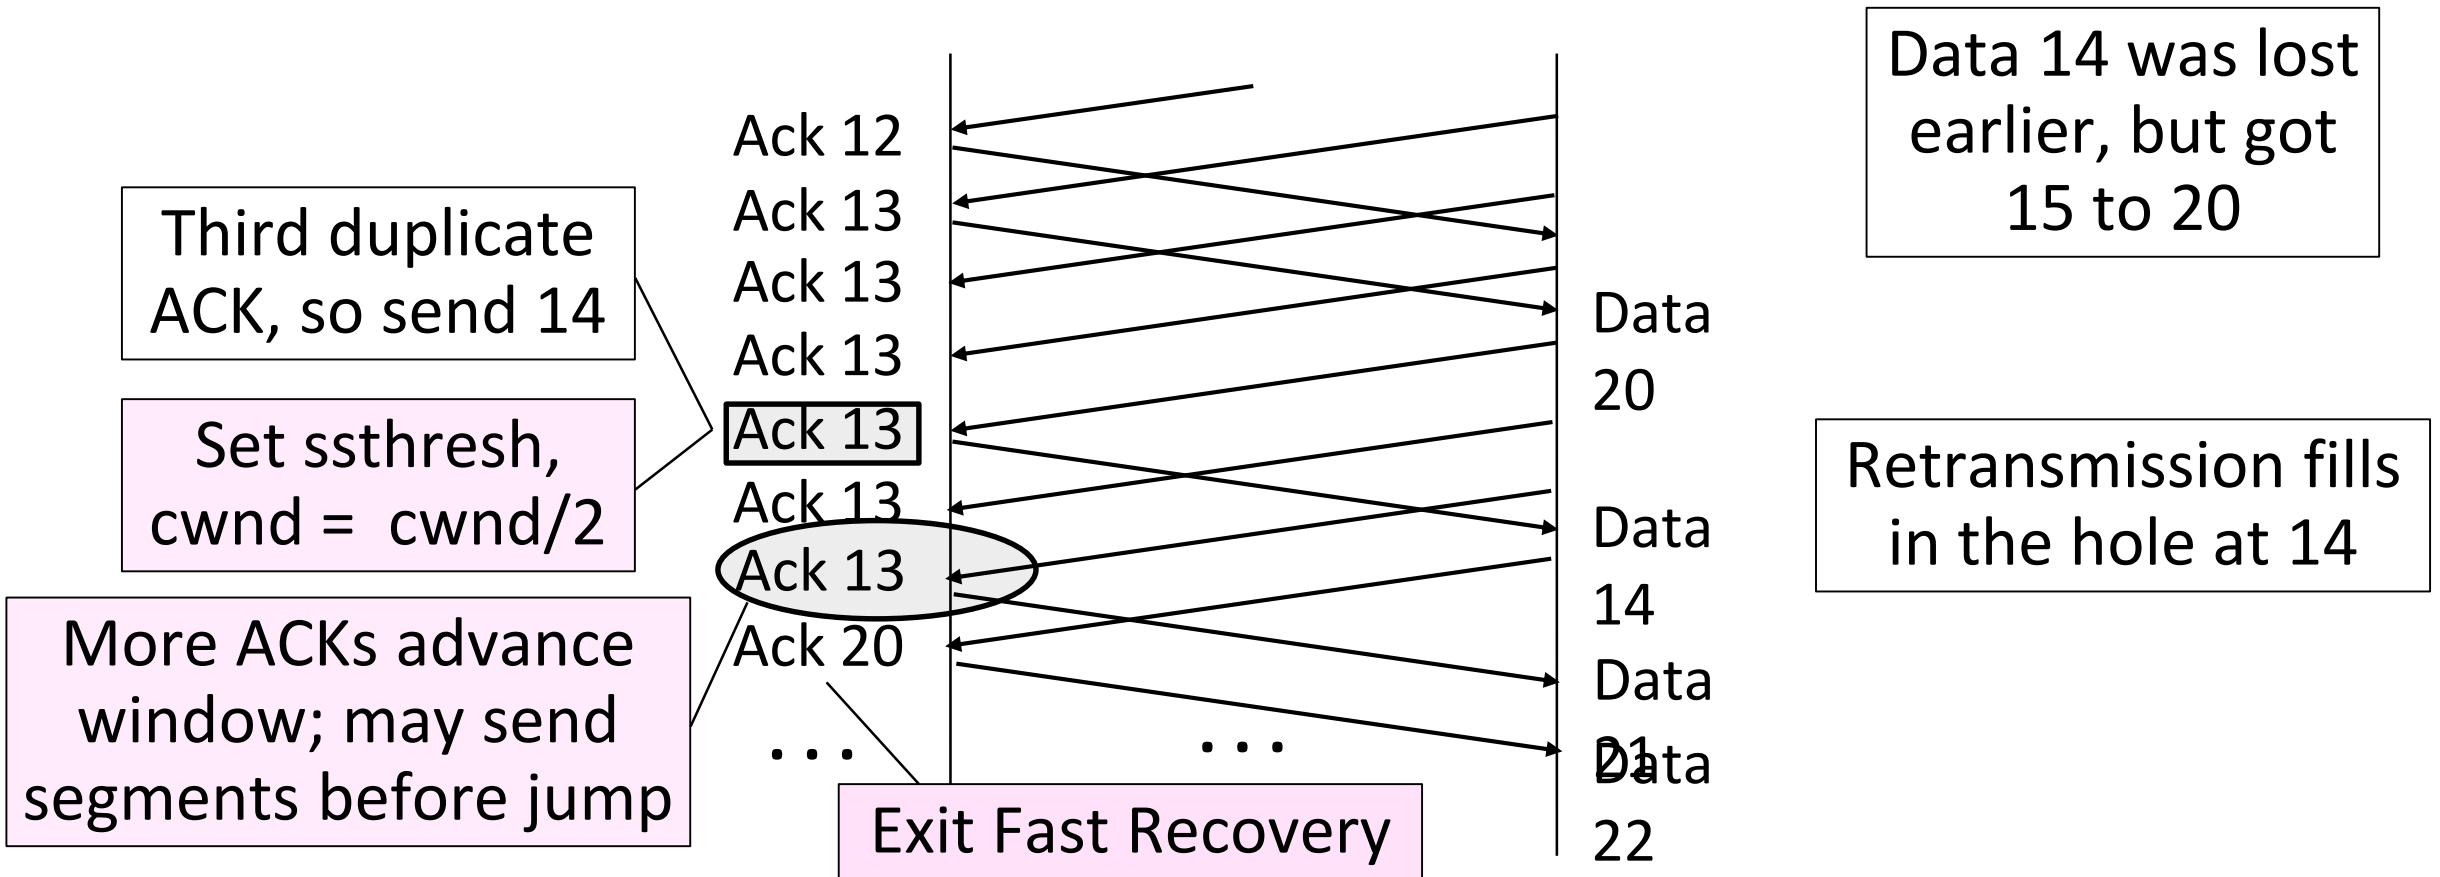 Data 14 was lost
earlier, but got
15 to 20
Third duplicate
ACK, so send 14
Set ssthresh,
cwnd = cwnd/2
More ACKs advance
window; may send
segments before jump
Ack 12
Ack 13
Ack 13
Ack 13
Ack 13
Ack 13
Ack 13
Ack 20
. . .
. . .
Exit Fast Recovery
Data
20
Data
14
Data
21
Data
22
Retransmission fills
in the hole at 14